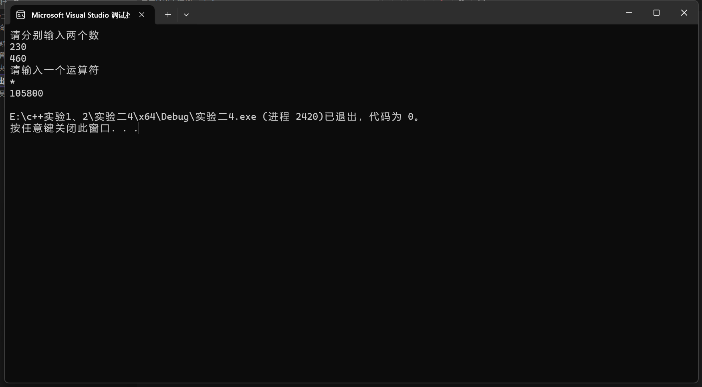 Microsoft Visual Studio 调试
请分别输入两个数
230
460
请输入一个运算符
*
105800
E:\c++实验1、2\实验二4\x64\Debug\实验二4.exe (进程 2420)已退出，代码为 0。
按任意键关闭此窗口. . .